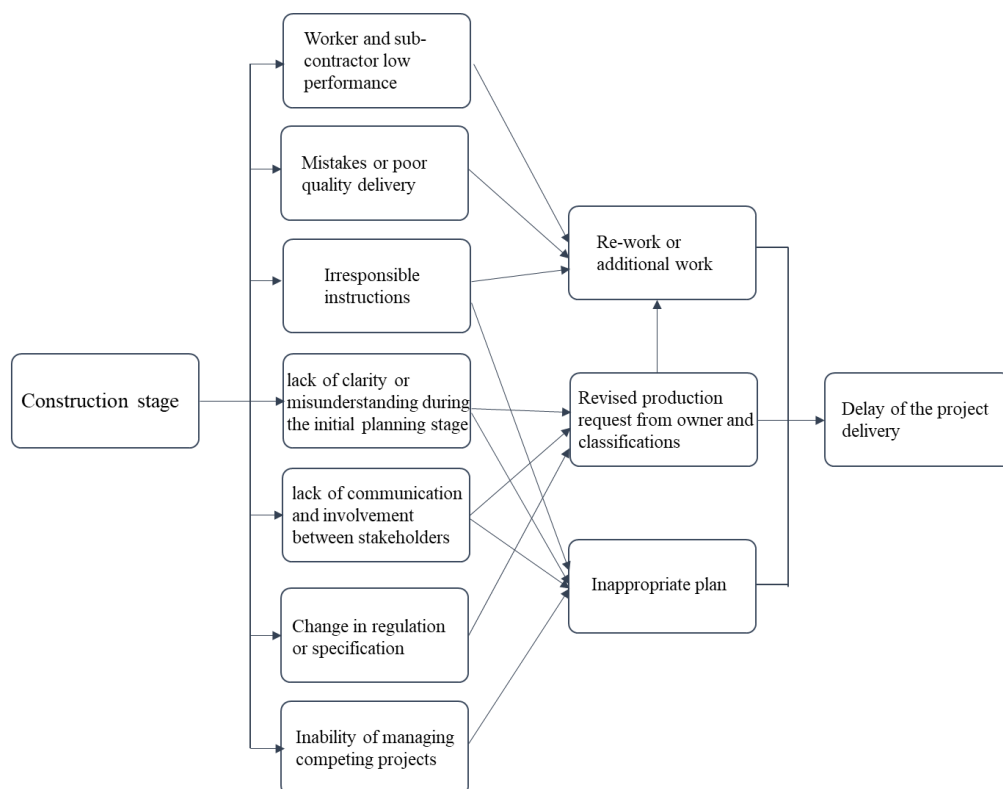 Worker and sub-
contractor low
performance
Mistakes or poor
quality delivery
Irresponsible
instructions
lack of clarity or
misunderstanding during
the initial planning stage
lack of communication
and involvement
between stakeholders
Change in regulation
or specification
Inability of managing
competing projects
Construction stage
Re-work or
additional work
Revised production
request from owner and
classifications
Inappropriate plan
Delay of the project
delivery